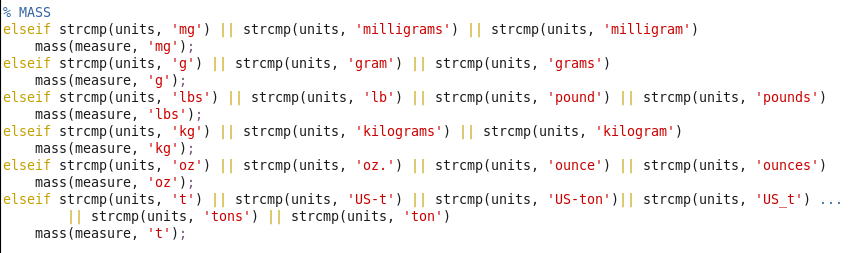 % MASS
elseif strcmp(units, 'mg') || strcmp(units, 'milligrams') || strcmp(units, 'milligram')
    mass(measure, 'mg');
elseif strcmp(units, 'g') || strcmp(units, 'gram') || strcmp(units, 'grams')
    mass(measure, 'g');
elseif strcmp(units, 'lbs') || strcmp(units, 'lb') || strcmp(units, 'pound') || strcmp(units, 'pounds')
    mass(measure, 'lbs');
elseif strcmp(units, 'kg') || strcmp(units, 'kilograms') || strcmp(units, 'kilogram')
    mass(measure, 'kg');
elseif strcmp(units, 'oz') || strcmp(units, 'oz.') || strcmp(units, 'ounce') || strcmp(units, 'ounces')
    mass(measure, 'oz');
elseif strcmp(units, 't') || strcmp(units, 'US-t') || strcmp(units, 'US-ton')|| strcmp(units, 'US_t') ...
        || strcmp(units, 'tons') || strcmp(units, 'ton')
    mass(measure, 't');